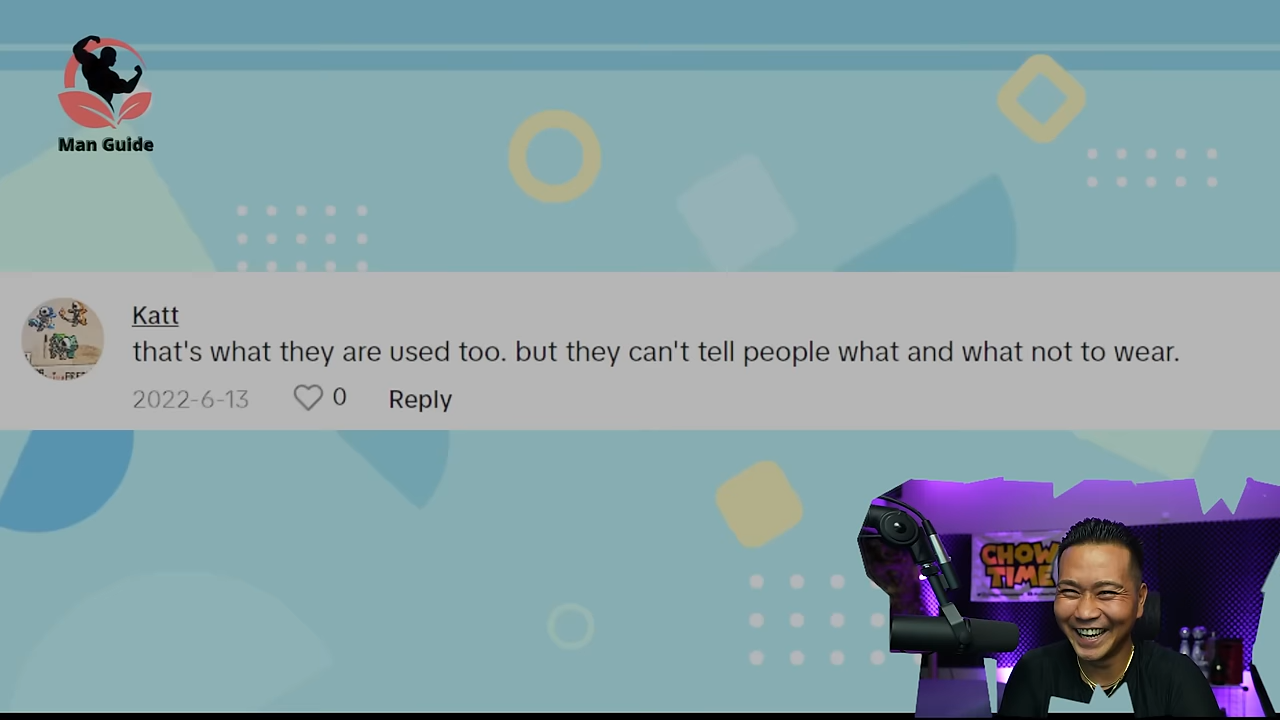 Man Guide
Katt
that's what they are used too. but they can't tell people what and what not to wear.
2022-6-13
0
Reply
CHOW
TIME